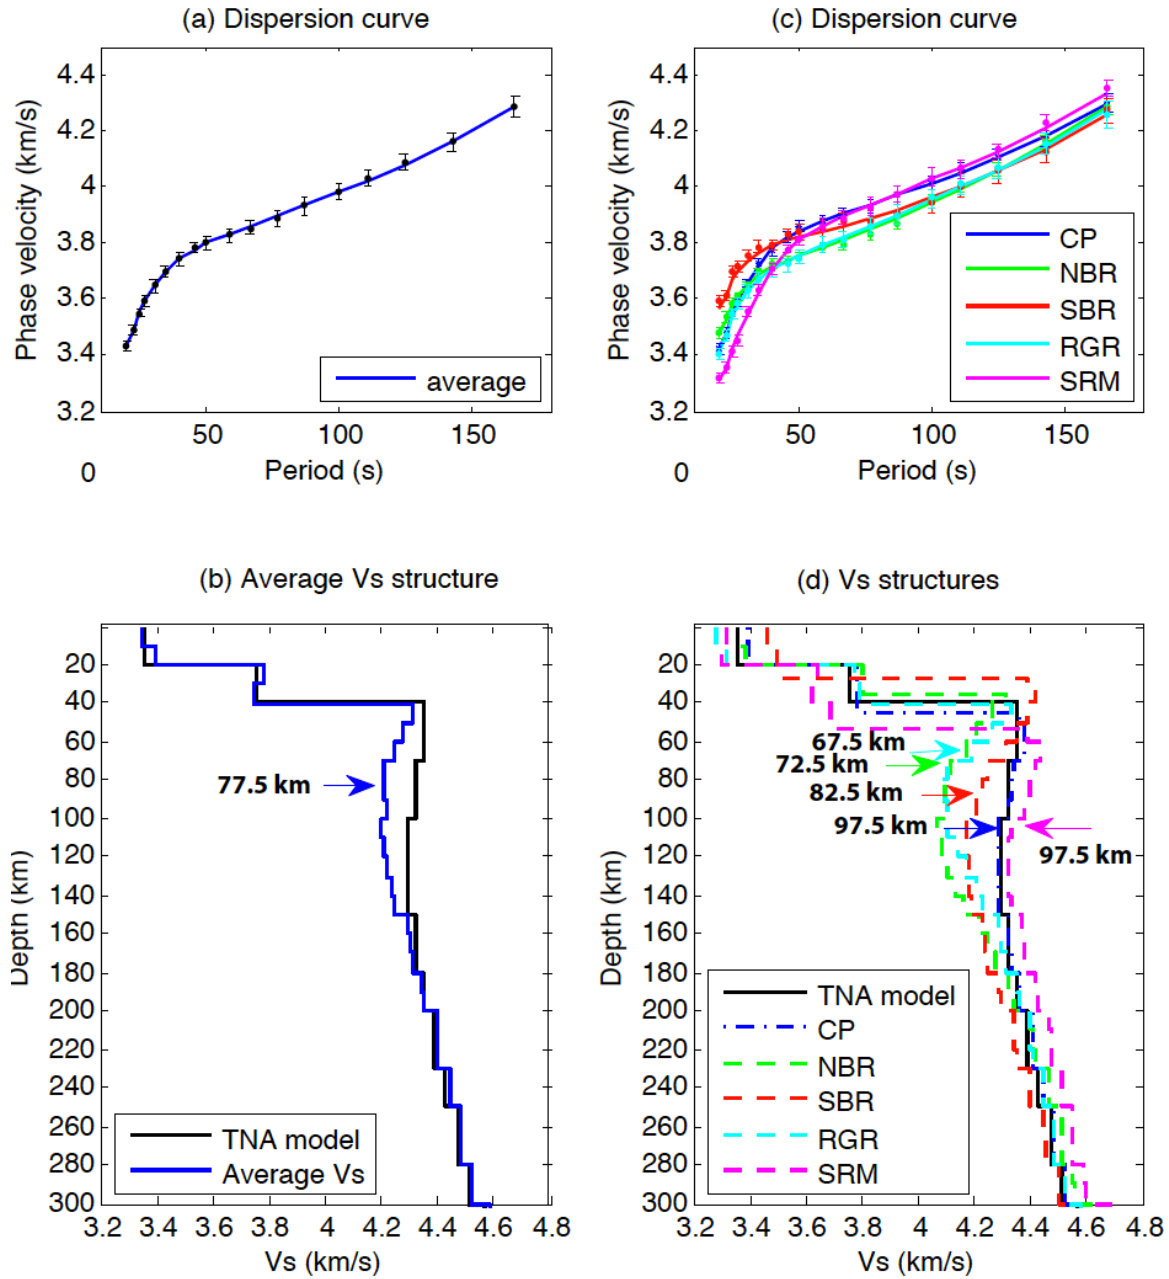 (a) Dispersion curve
4.4
4.2
4
3.8
3.6
3.4
3.2
Phase velocity (km/s)
average
50
100
150
0
Period (s)
(c) Dispersion curve
4.4
4.2
4
3.8
3.6
3.4
3.2
Phase velocity (km/s)
CP
NBR
SBR
RGR
SRM
50
100
150
0
Period (s)
(b) Average Vs structure
20
40
60
80
100
120
140
160
180
200
220
240
260
280
300
Depth (km)
77.5 km
TNA model
Average Vs
3.2
3.4
3.6
3.8
4
4.2
4.4
4.6
4.8
Vs (km/s)
(d) Vs structures
20
40
60
80
100
120
140
160
180
200
220
240
260
280
300
Depth (km)
67.5 km
72.5 km
82.5 km
97.5 km
97.5 km
TNA model
CP
NBR
SBR
RGR
SRM
3.2
3.4
3.6
3.8
4
4.2
4.4
4.6
4.8
Vs (km/s)